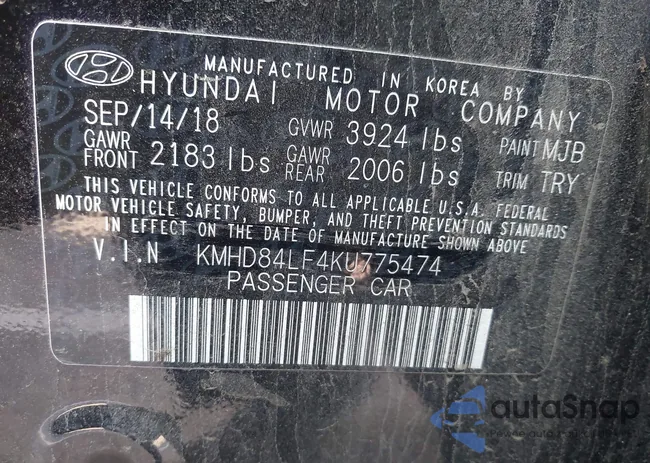 MANUFACTURED IN KOREA BY
HYUNDAI MOTOR COMPANY
SEP/14/18 GVWR 3924 lbs PAINT MJB
GAWR FRONT 2183 lbs GAWR REAR 2006 lbs TRIM TRY
THIS VEHICLE CONFORMS TO ALL APPLICABLE U.S.A. FEDERAL
MOTOR VEHICLE SAFETY, BUMPER, AND THEFT PREVENTION STANDARDS
IN EFFECT ON THE DATE OF MANUFACTURE SHOWN ABOVE
V.I.N KMHD84LF4KU775474
PASSENGER CAR
autaSnap